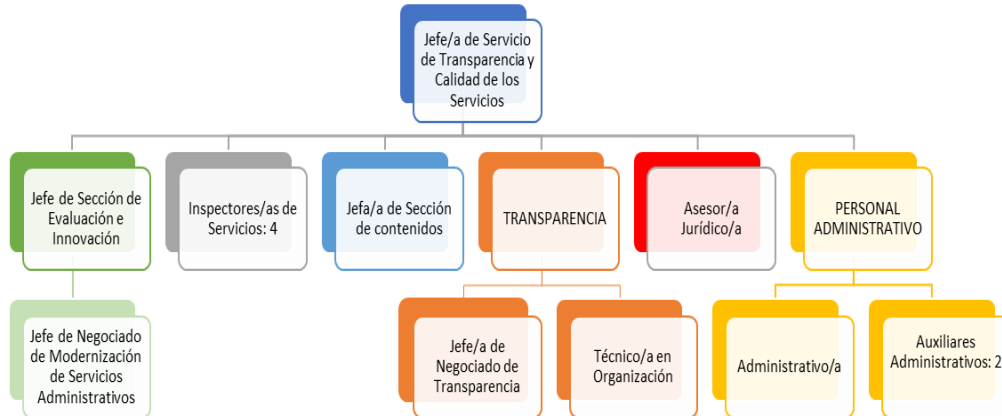 Jefe/a de Servicio
de Transparencia y
Calidad de los
Servicios
Jefe de Sección de
Evaluación e
Innovación
Inspectores/as de
Servicios: 4
Jefa/a de Sección
de contenidos
TRANSPARENCIA
Asesor/a
Jurídico/a
PERSONAL
ADMINISTRATIVO
Jefe de Negociado
de Modernización
de Servicios
Administrativos
Jefe/a de
Negociado de
Transparencia
Técnico/a en
Organización
Administrativo/a
Auxiliares
Administrativos: 2